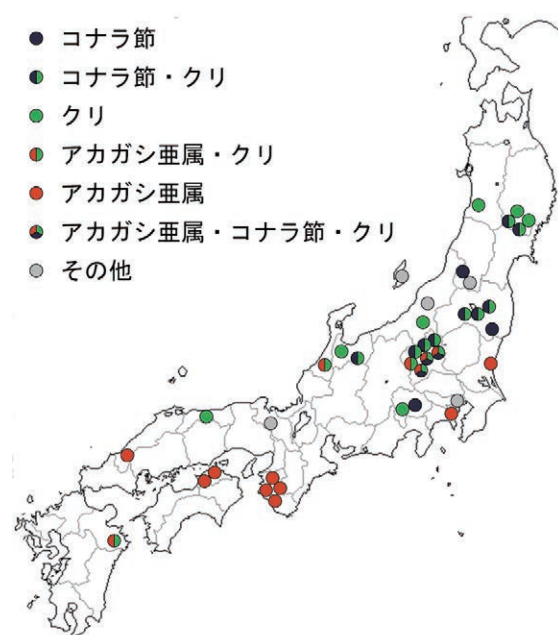 コナラ節
コナラ節・クリ
クリ
アカガシ亜属・クリ
アカガシ亜属
アカガシ亜属・コナラ節・クリ
その他